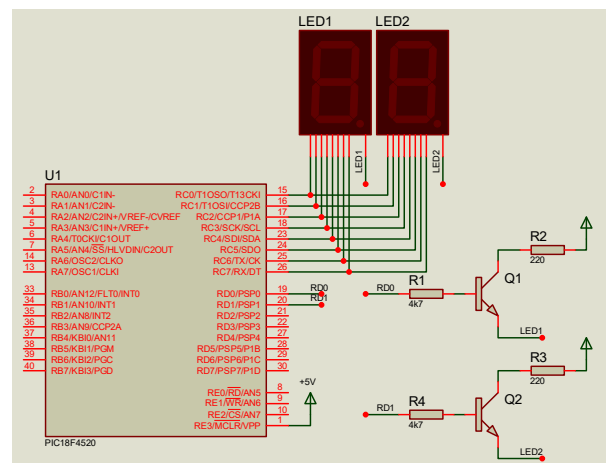 LED1 LED2
LED1
LED2
U1
2 RA0/AN0/C1IN- RC0/T1OSO/T13CKI 15
3 RA1/AN1/C2IN- RC1/T1OSI/CCP2B 16
4 RA2/AN2/C2IN+/VREF-/CVREF RC2/CCP1/P1A 17
5 RA3/AN3/C1IN+/VREF+ RC3/SCK/SCL 18
6 RA4/T0CKI/C1OUT RC4/SDI/SDA 23
7 RA5/AN4/SS/HLVDIN/C2OUT RC5/SDO 24
14 RA6/OSC2/CLKO RC6/TX/CK 25
13 RA7/OSC1/CLKI RC7/RX/DT 26
33 RB0/AN12/FLT0/INT0 RD0/PSP0 19 RD0
34 RB1/AN10/INT1 RD1/PSP1 20 RD1
35 RB2/AN8/INT2 RD2/PSP2 21
36 RB3/AN9/CCP2A RD3/PSP3 22
37 RB4/KBI0/AN11 RD4/PSP4 27
38 RB5/KBI1/PGM RD5/PSP5/P1B 28
39 RB6/KBI2/PGC RD6/PSP6/P1C 29
40 RB7/KBI3/PGD RD7/PSP7/P1D 30
RE0/RD/AN5 8
RE1/WR/AN6 9
RE2/CS/AN7 10
RE3/MCLR/VPP 1
+5V
PIC18F4520
R2
220
RD0 R1
4k7
Q1
LED1
R3
220
RD1 R4
4k7
Q2
LED2